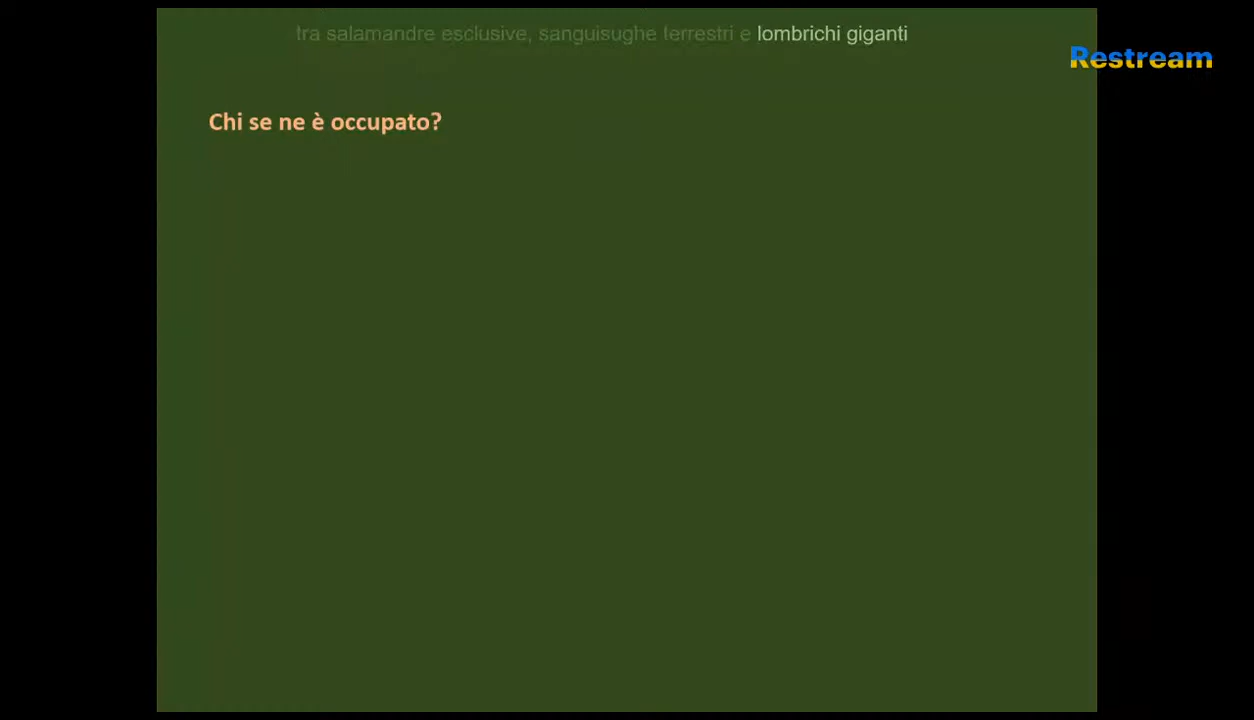 tra salamandre esclusive, sanguisughe terrestri e lombrichi giganti
Restream
Chi se ne è occupato?